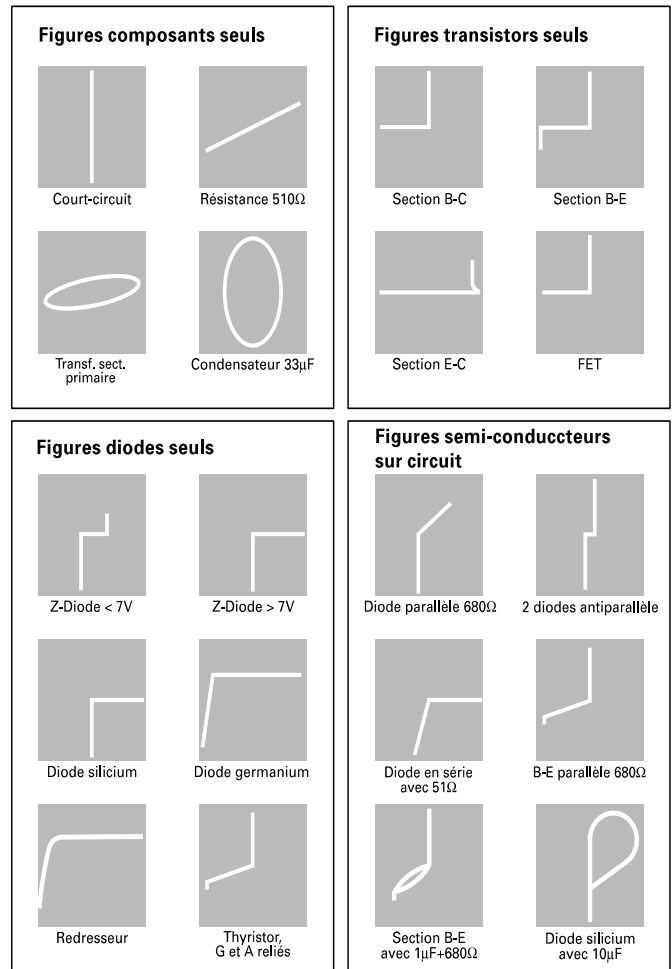 Figures composants seuls
Court-circuit
Résistance 510Ω
Transf. sect.
primaire
Condensateur 33µF
Figures transistors seuls
Section B-C
Section B-E
Section E-C
FET
Figures diodes seuls
Z-Diode < 7V
Z-Diode > 7V
Diode silicium
Diode germanium
Redresseur
Thyristor,
G et A reliés
Figures semi-conduccteurs
sur circuit
Diode parallèle 680Ω
2 diodes antiparallèle
Diode en série
avec 51Ω
B-E parallèle 680Ω
Section B-E
avec 1µF+680Ω
Diode silicium
avec 10µF